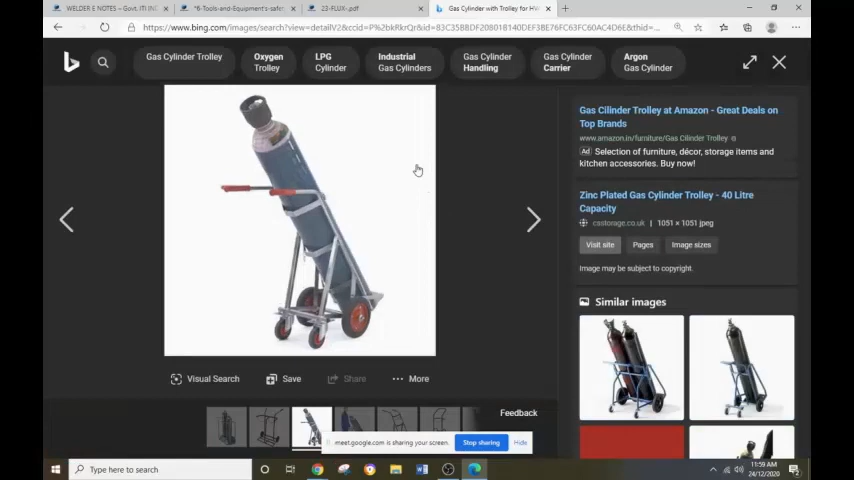 WELDER E NOTES – Govt. ITI INC
"6-Tools-and-Equipment's-safet
23-FLUX-.pdf
Gas Cylinder with Trolley for HW
https://www.bing.com/images/search?view=detailV2&ccid=
Gas Cylinder Trolley
Oxygen
Trolley
LPG
Cylinder
Industrial
Gas Cylinders
Gas Cylinder
Handling
Gas Cylinder
Carrier
Argon
Gas Cylinder
Gas Cilinder Trolley at Amazon - Great Deals on
Top Brands
www.amazon.in/furniture/Gas Cilinder Trolley
Ad Selection of furniture, décor, storage items and
kitchen accessories. Buy now!
Zinc Plated Gas Cylinder Trolley - 40 Litre
Capacity
castorage.co.uk | 1051 × 1051 jpeg
Visit site
Pages
Image sizes
Image may be subject to copyright.
Similar images
Visual Search
Save
Share
More
Feedback
meet.google.com is sharing your screen.
Stop sharing
Hide
Type here to search
11:59 AM
24/12/2020